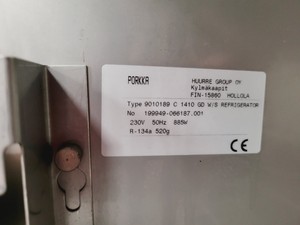 PORKKA
HUURRE GROUP OY
Kylmäkaapit
FIN-15860 HOLLOLA
Type 9010189 C 1410 GD W/S REFRIGERATOR
No 199949-066187.001
230V 50Hz 885W
R-134a 520g
CE